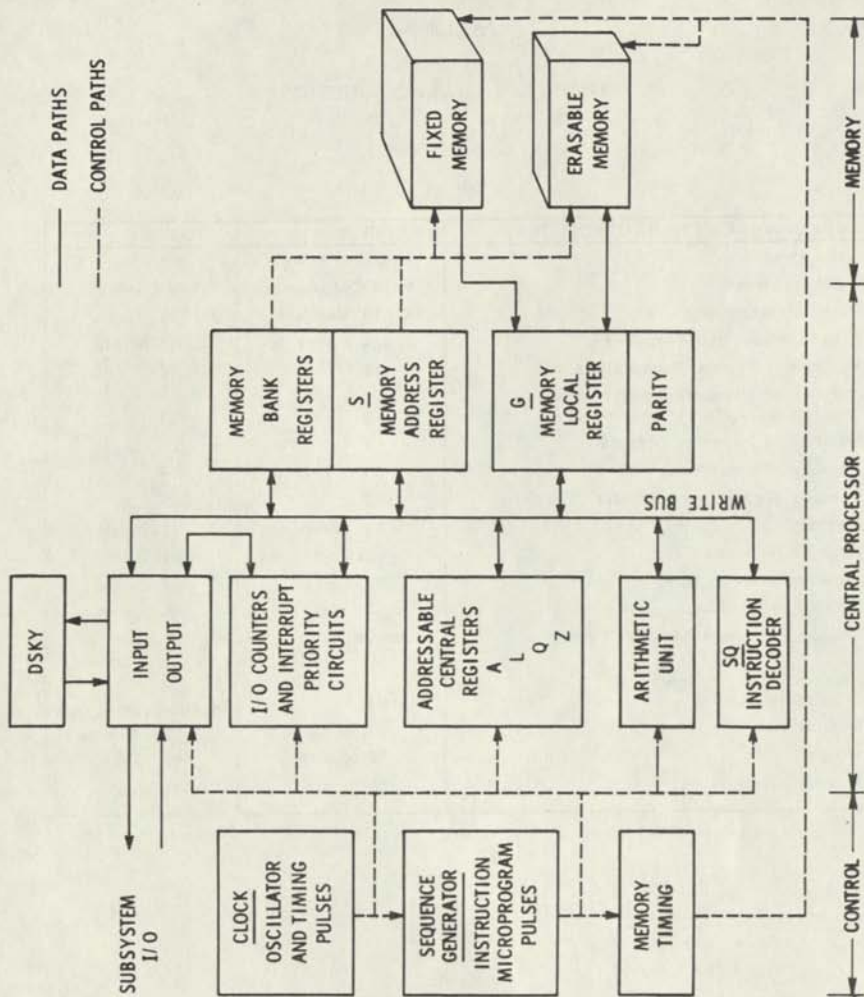 DATA PATHS
CONTROL PATHS
SUBSYSTEM
I/O
DSKY
INPUT
OUTPUT
CLOCK
OSCILLATOR
AND TIMING
PULSES
I/O COUNTERS
AND INTERRUPT
PRIORITY
CIRCUITS
MEMORY
BANK
REGISTERS
S
MEMORY
ADDRESS
REGISTER
FIXED
MEMORY
SEQUENCE
GENERATOR
INSTRUCTION
MICROPROGRAM
PULSES
ADDRESSABLE
CENTRAL
REGISTERS
A
L
Q
Z
G
MEMORY
LOCAL
REGISTER
PARITY
ERASABLE
MEMORY
WRITE BUS
MEMORY
TIMING
ARITHMETIC
UNIT
SQ
INSTRUCTION
DECODER
CONTROL
CENTRAL PROCESSOR
MEMORY